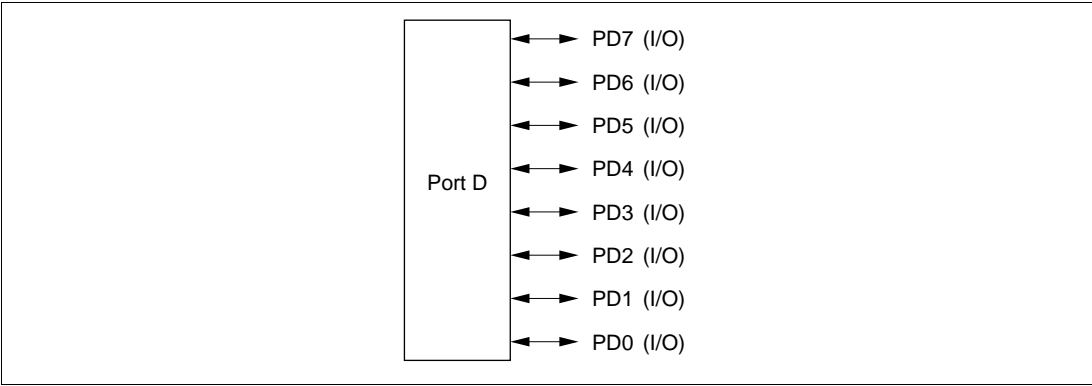 PD7 (I/O)
PD6 (I/O)
PD5 (I/O)
PD4 (I/O)
Port D
PD3 (I/O)
PD2 (I/O)
PD1 (I/O)
PD0 (I/O)